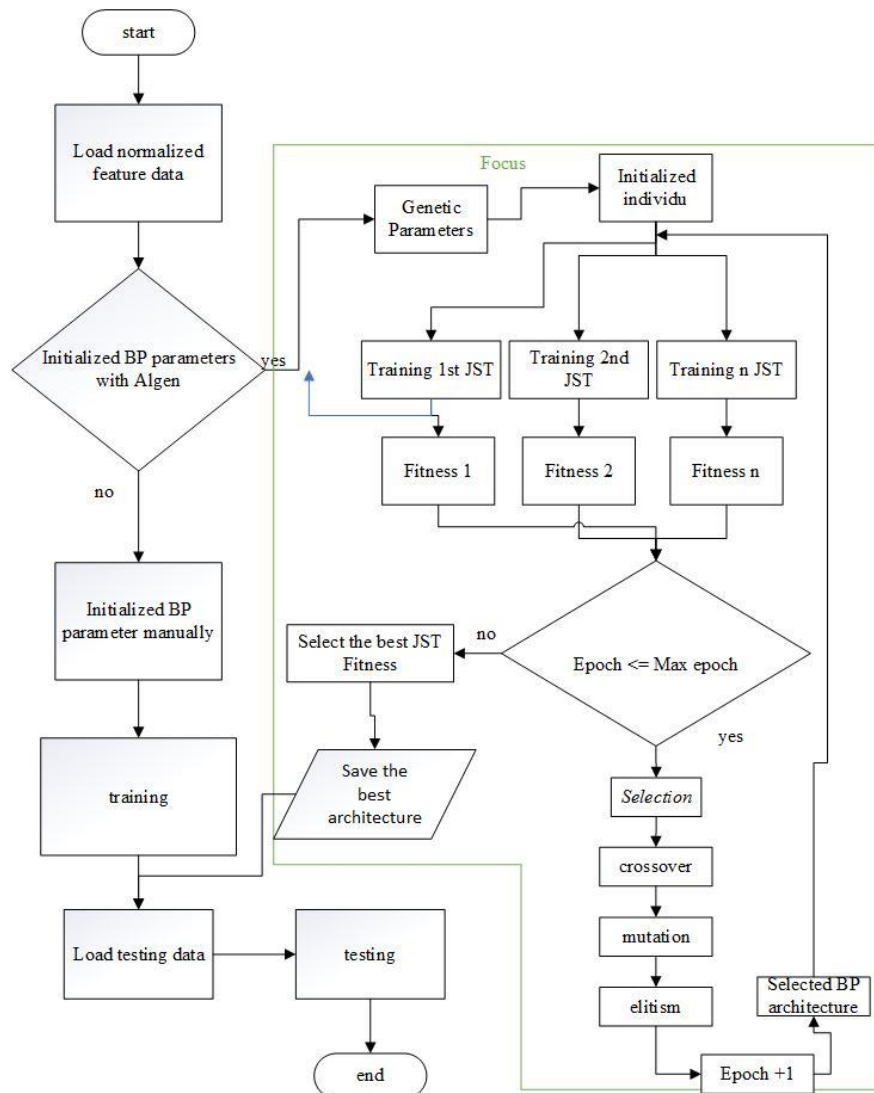 start
Load normalized
feature data
Initialized BP parameters
with Algen
yes
no
Initialized BP
parameter manually
training
Load testing data
testing
end
Focus
Genetic
Parameters
Initialized
individu
Training 1st JST
Training 2nd
JST
Training n JST
Fitness 1
Fitness 2
Fitness n
Epoch <= Max epoch
no
Select the best JST
Fitness
Save the
best
architecture
yes
Selection
crossover
mutation
elitism
Epoch +1
Selected BP
architecture